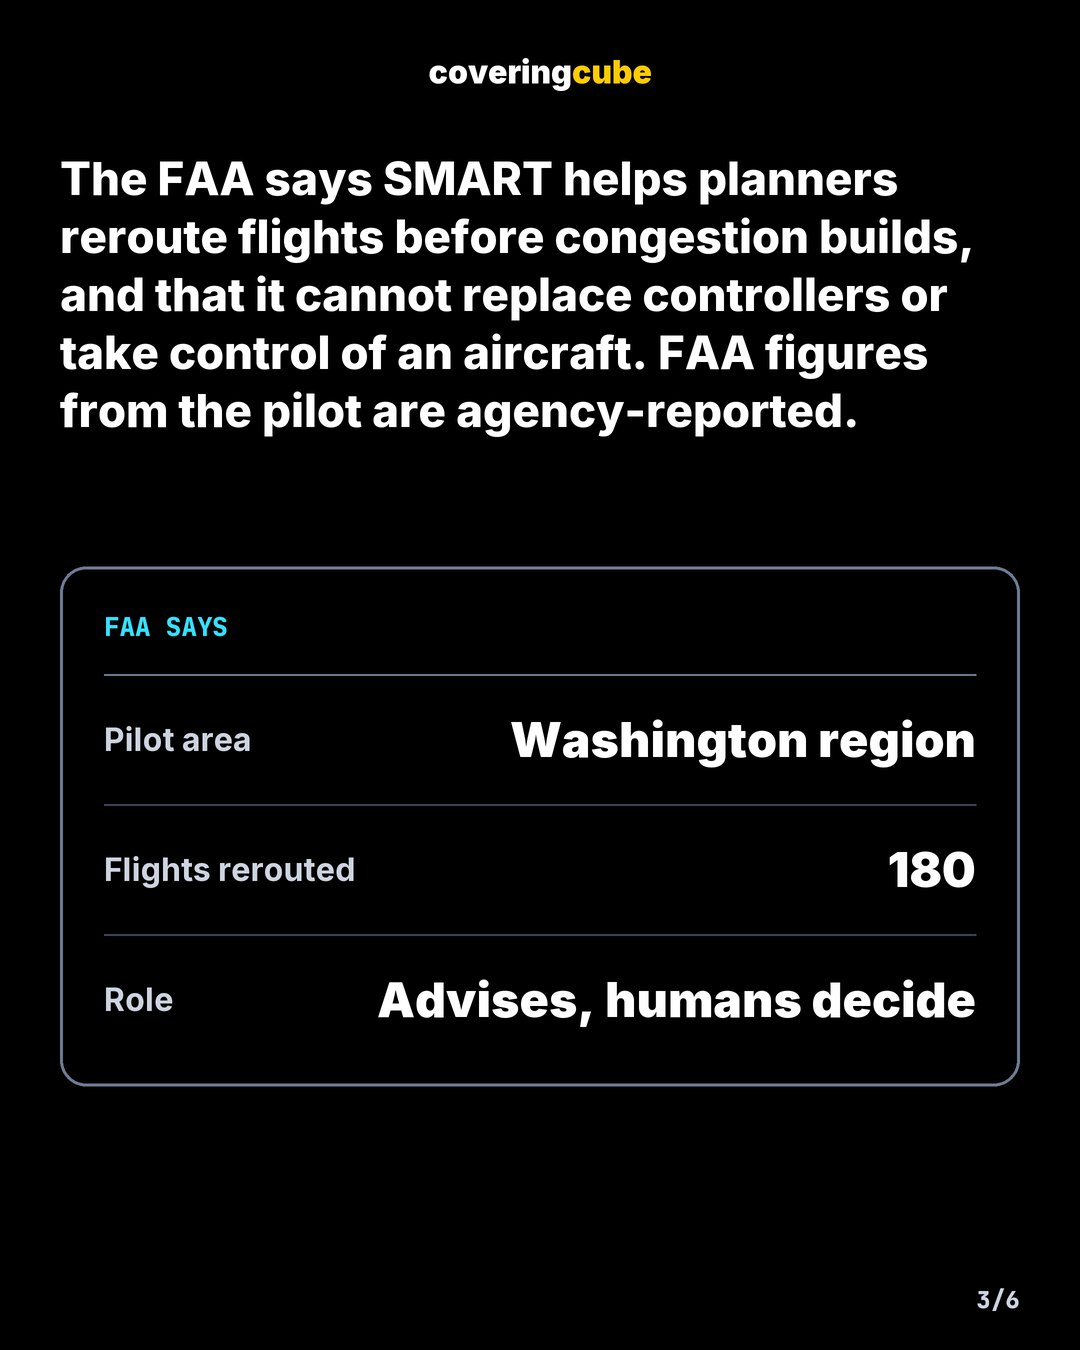 coveringcube
The FAA says SMART helps planners
reroute flights before congestion builds,
and that it cannot replace controllers or
take control of an aircraft. FAA figures
from the pilot are agency-reported.
FAA SAYS
Pilot area Washington region
Flights rerouted 180
Role Advises, humans decide
3/6